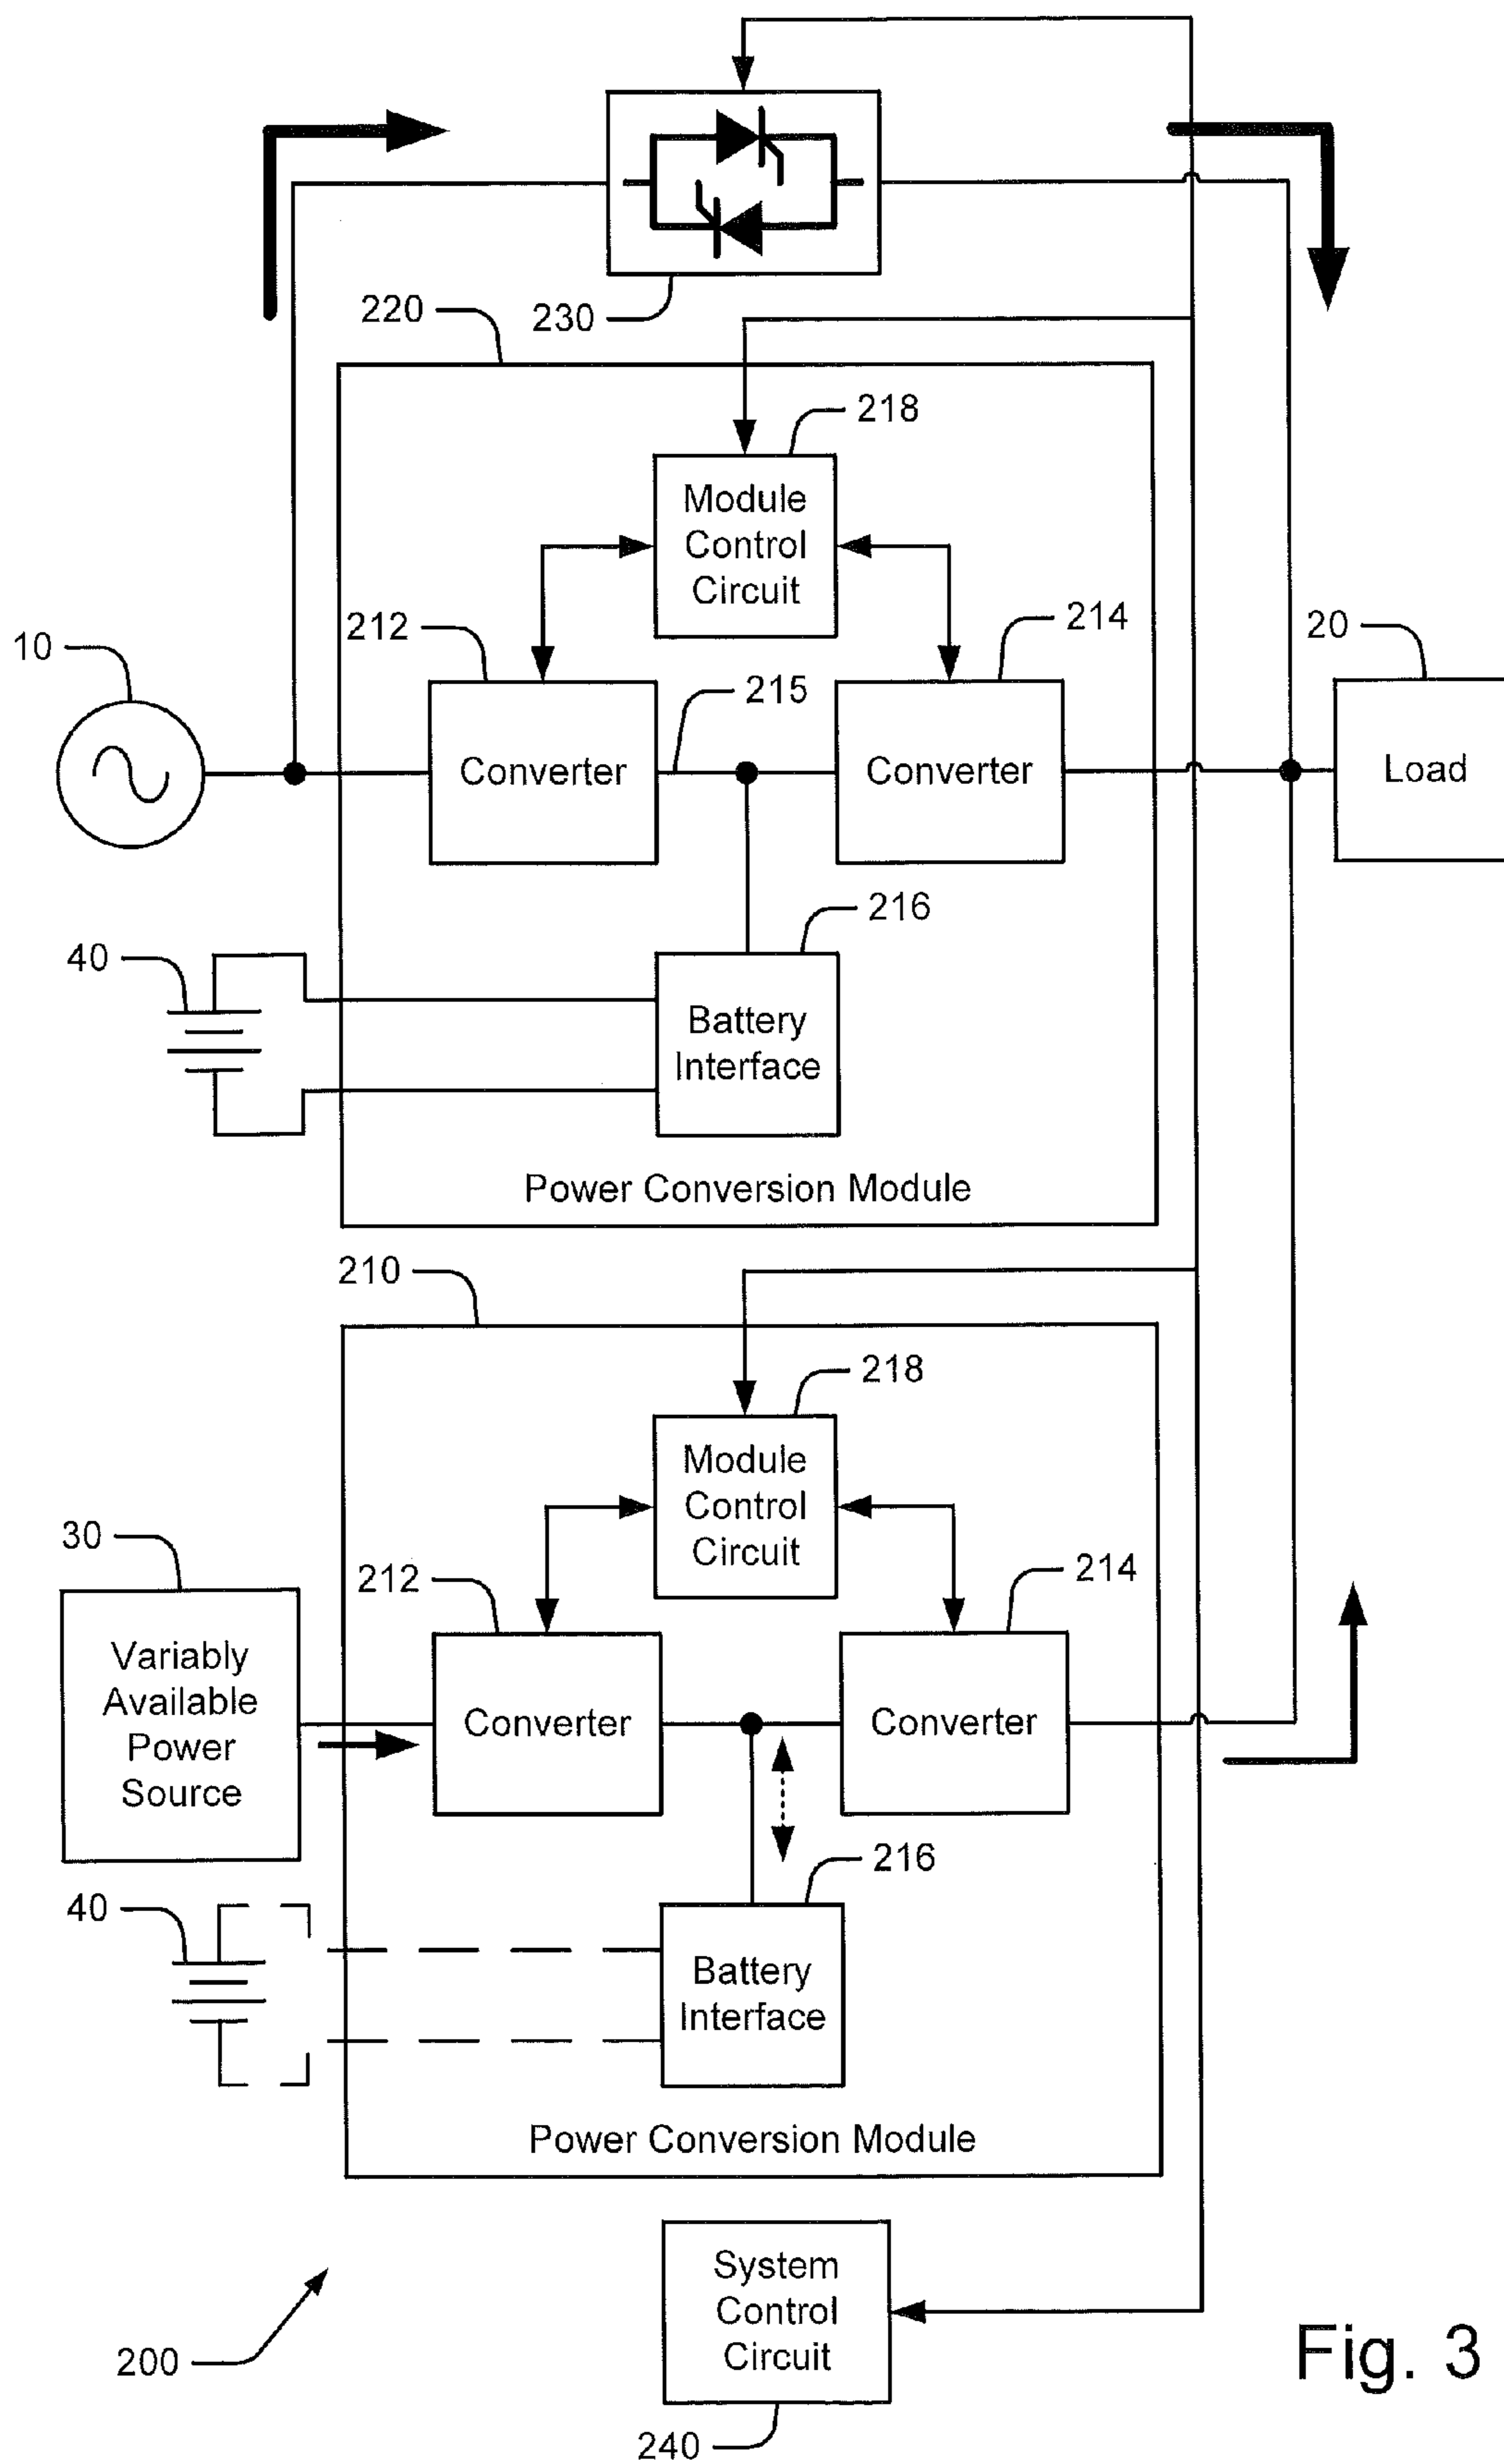 230
220
218
Module
Control
Circuit
10
212
214
20
215
Converter
Converter
Load
216
40
Battery
Interface
Power Conversion Module
210
218
Module
Control
Circuit
30
212
214
Variably
Available
Power
Source
Converter
Converter
216
40
Battery
Interface
Power Conversion Module
System
Control
Circuit
200
240
Fig. 3